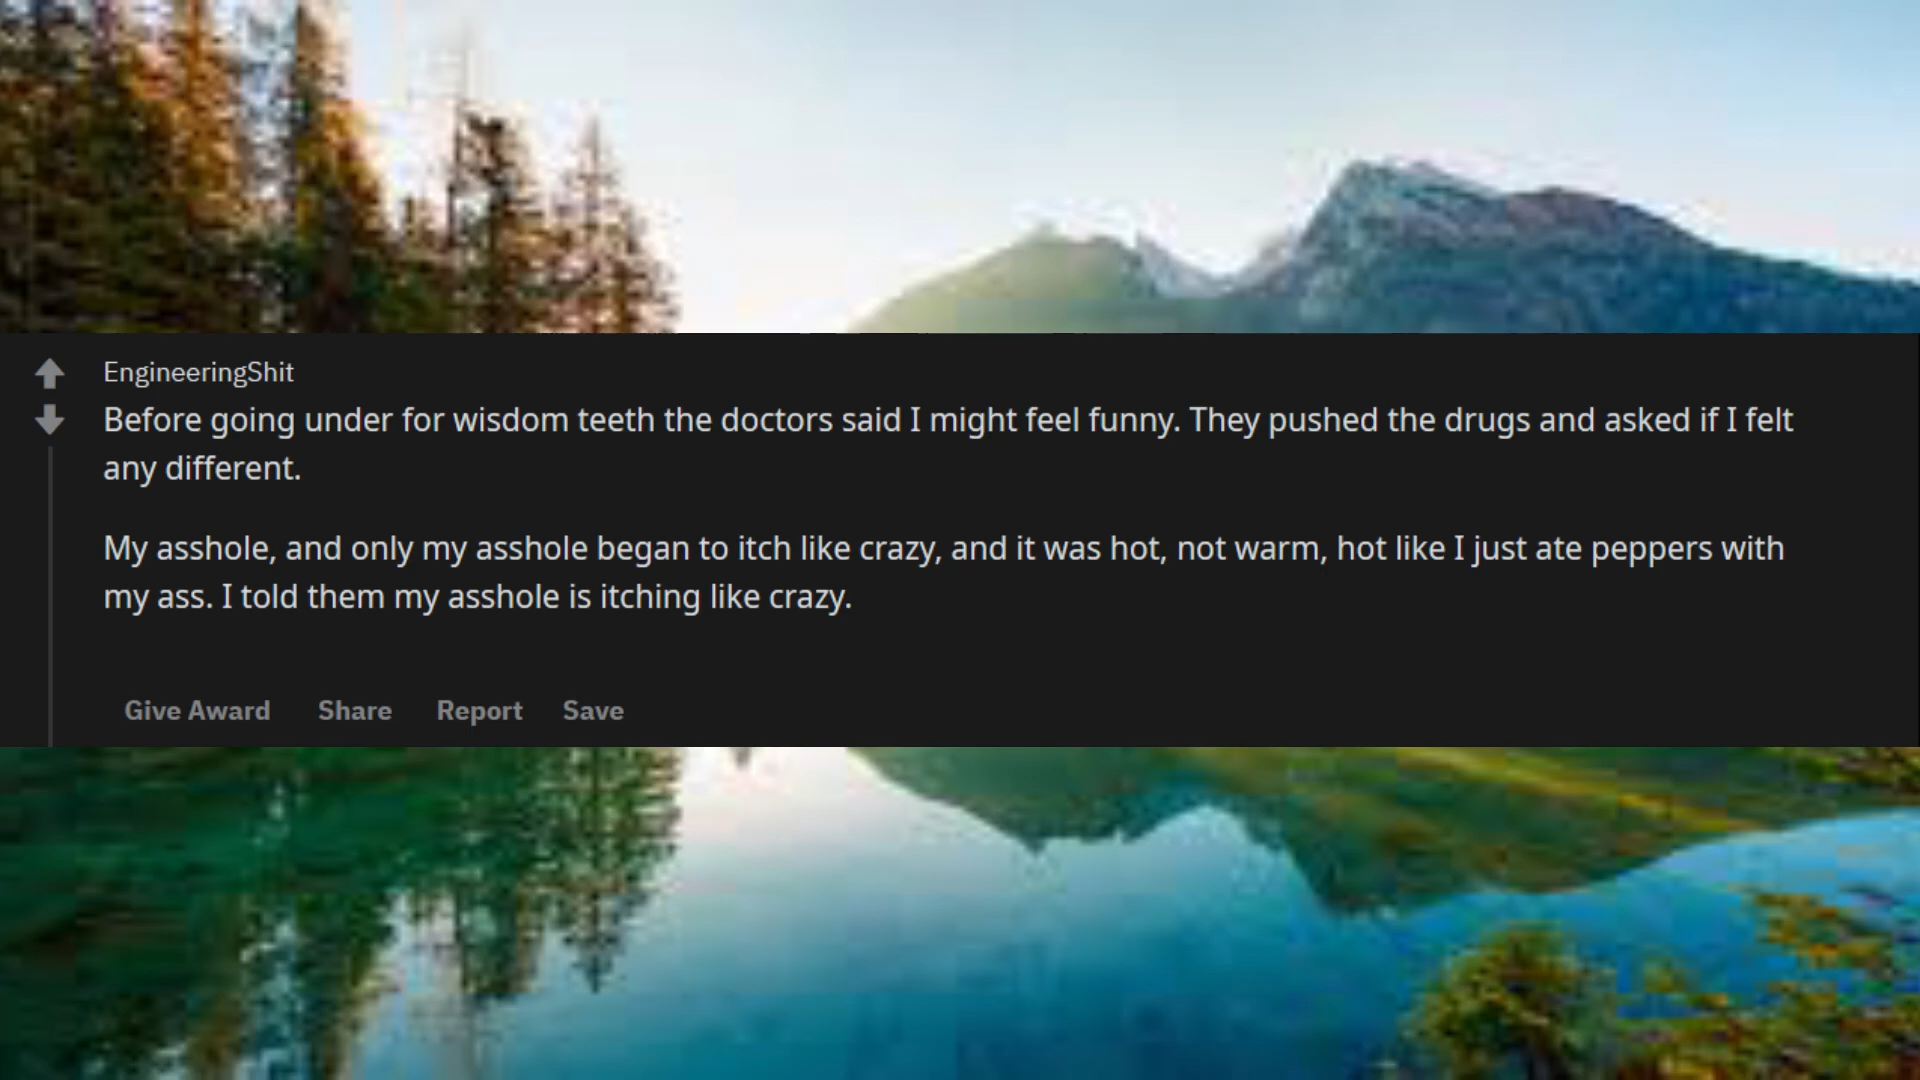 EngineeringShit
Before going under for wisdom teeth the doctors said I might feel funny. They pushed the drugs and asked if I felt
any different.
My asshole, and only my asshole began to itch like crazy, and it was hot, not warm, hot like I just ate peppers with
my ass. I told them my asshole is itching like crazy.
Give Award Share Report Save